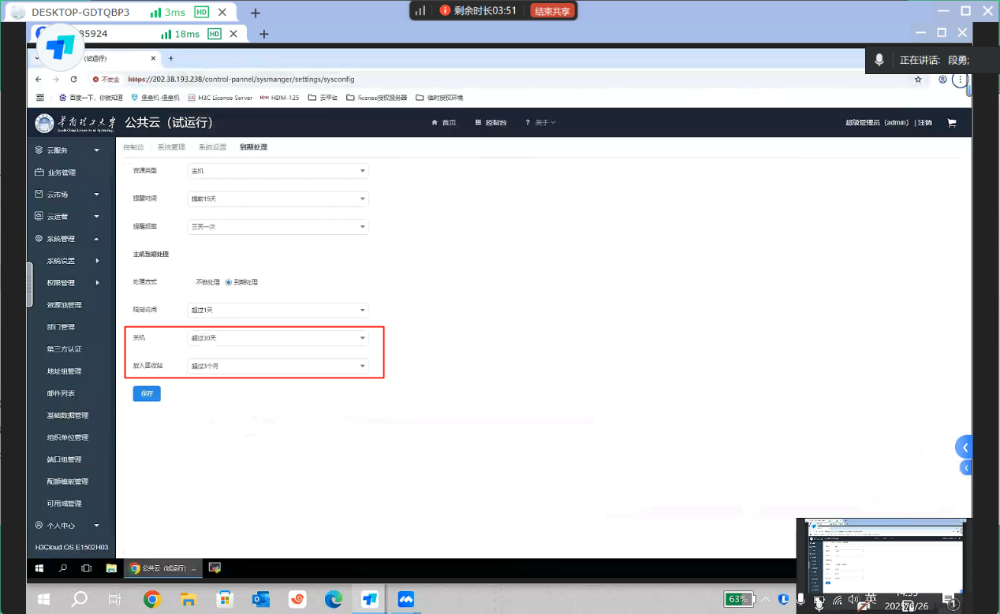 DESKTOP-GDTQBP3
3ms
HD
剩余时长03:51
结束共享
85924
18ms
HD
(试运行)
正在讲话: 段勇;
不安全
https://202.38.193.238/control-pannel/sysmanger/settings/sysconfig
百度一下，你就知道
堡垒机-堡垒机
H3C License Server
HDM HDM-125
云平台
license授权服务器
临时授权环境
华南理工大学
South China University of Technology
公共云（试运行）
首页
控制台
? 关于
超级管理员（admin）| 注销
云服务
业务管理
云市场
云运营
系统管理
系统设置
权限管理
资源池管理
部门管理
第三方认证
地址组管理
邮件列表
基础数据管理
组织单位管理
端口组管理
配额模板管理
可用域管理
个人中心
H3Cloud OS E1502H03
控制台 / 系统管理 / 系统设置 / 到期处理
资源类型 主机
提醒时间 提前15天
提醒频率 三天一次
主机到期处理
处理方式 不做处理 到期处理
限制访问 超过1天
关机 超过30天
放入回收站 超过3个月
保存
公共云（试运行） ...
63%
英
2025/6/26